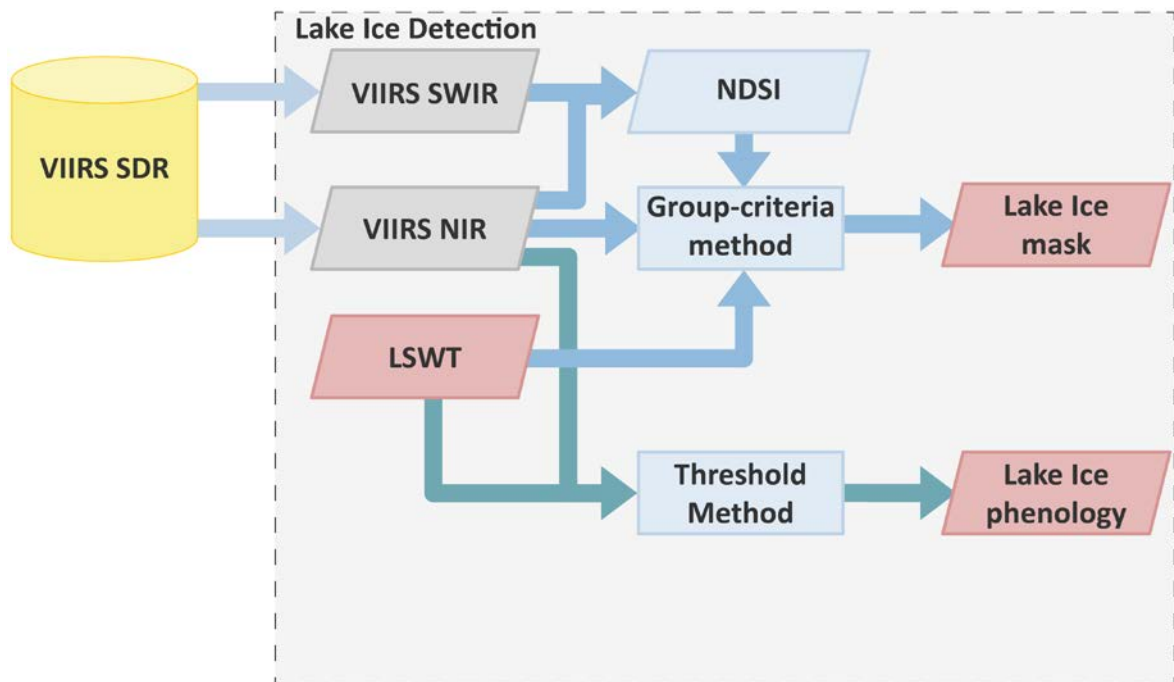 Lake Ice Detection
VIIRS SDR
VIIRS SWIR
NDSI
VIIRS NIR
Group-criteria
method
Lake Ice
mask
LSWT
Threshold
Method
Lake Ice
phenology